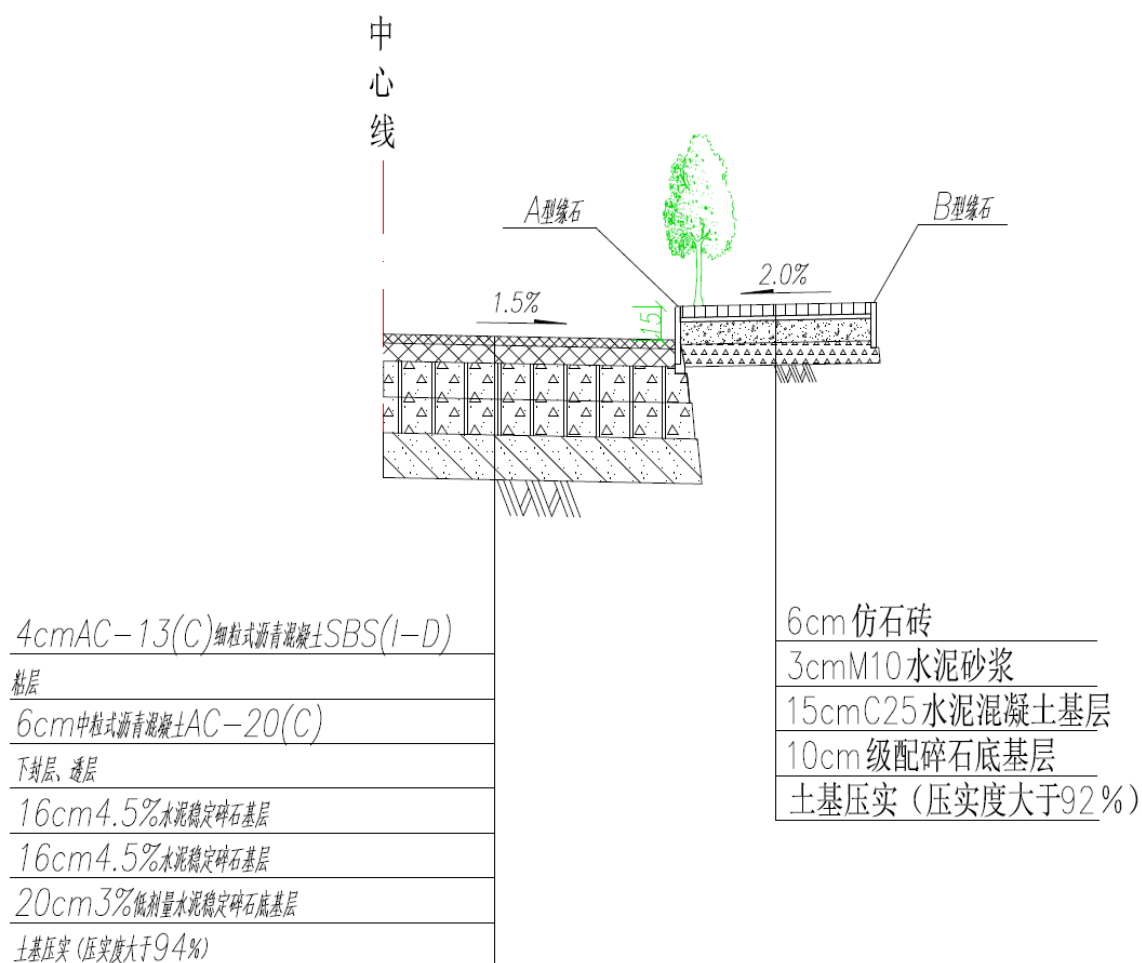 中
心
线
A型缘石
B型缘石
2.0%
1.5%
15
4cmAC-13(C)细粒式沥青混凝土SBS(I-D)
粘层
6cm中粒式沥青混凝土AC-20(C)
下封层、透层
16cm4.5%水泥稳定碎石基层
16cm4.5%水泥稳定碎石基层
20cm3%低剂量水泥稳定碎石底基层
土基压实（压实度大于94%）
6cm仿石砖
3cmM10水泥砂浆
15cmC25水泥混凝土基层
10cm级配碎石底基层
土基压实（压实度大于92%）